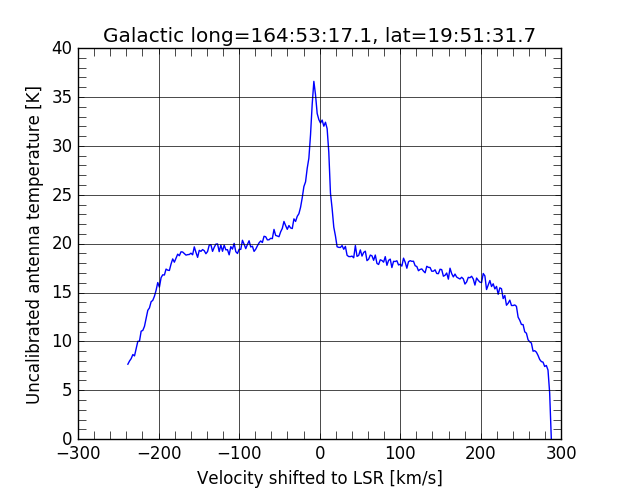 Galactic long=164:53:17.1, lat=19:51:31.7
Uncalibrated antenna temperature [K]
40
35
30
25
20
15
10
5
0
−300 −200 −100 0 100 200 300
Velocity shifted to LSR [km/s]